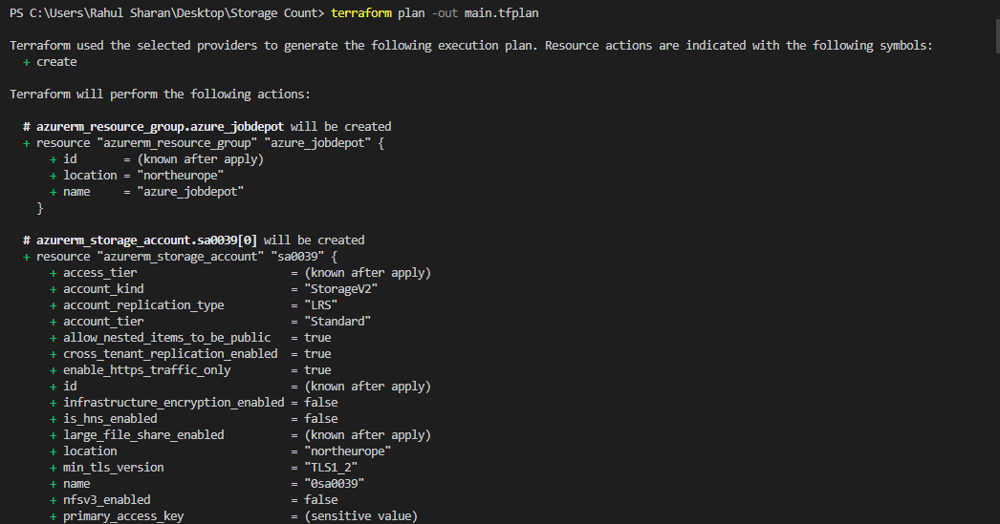 PS C:\Users\Rahul Sharan\Desktop\Storage Count> terraform plan -out main.tfplan
Terraform used the selected providers to generate the following execution plan. Resource actions are indicated with the following symbols:
+ create
Terraform will perform the following actions:
# azurerm_resource_group.azure_jobdepot will be created
+ resource "azurerm_resource_group" "azure_jobdepot" {
+ id       = (known after apply)
+ location = "northeurope"
+ name     = "azure_jobdepot"
}
# azurerm_storage_account.sa0039[0] will be created
+ resource "azurerm_storage_account" "sa0039" {
+ access_tier                       = (known after apply)
+ account_kind                      = "StorageV2"
+ account_replication_type          = "LRS"
+ account_tier                      = "Standard"
+ allow_nested_items_to_be_public   = true
+ cross_tenant_replication_enabled  = true
+ enable_https_traffic_only         = true
+ id                                = (known after apply)
+ infrastructure_encryption_enabled = false
+ is_hns_enabled                    = false
+ large_file_share_enabled          = (known after apply)
+ location                          = "northeurope"
+ min_tls_version                   = "TLS1_2"
+ name                              = "0sa0039"
+ nfsv3_enabled                     = false
+ primary_access_key                = (sensitive value)